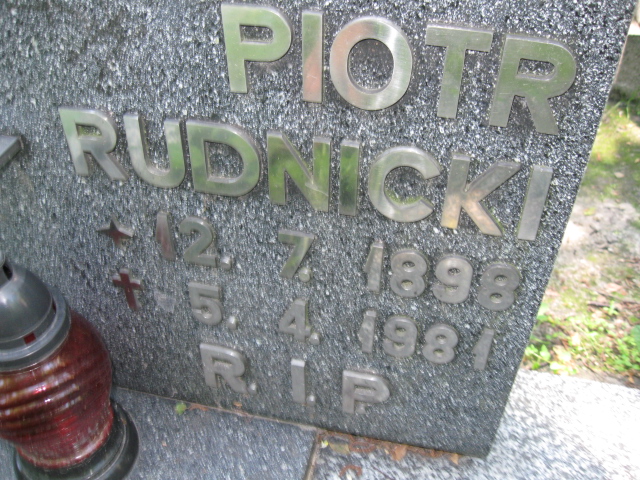 PIOTR
RUDNICKI
★ 12. 7. 1898
✝ 5. 4. 1981
R. I. P